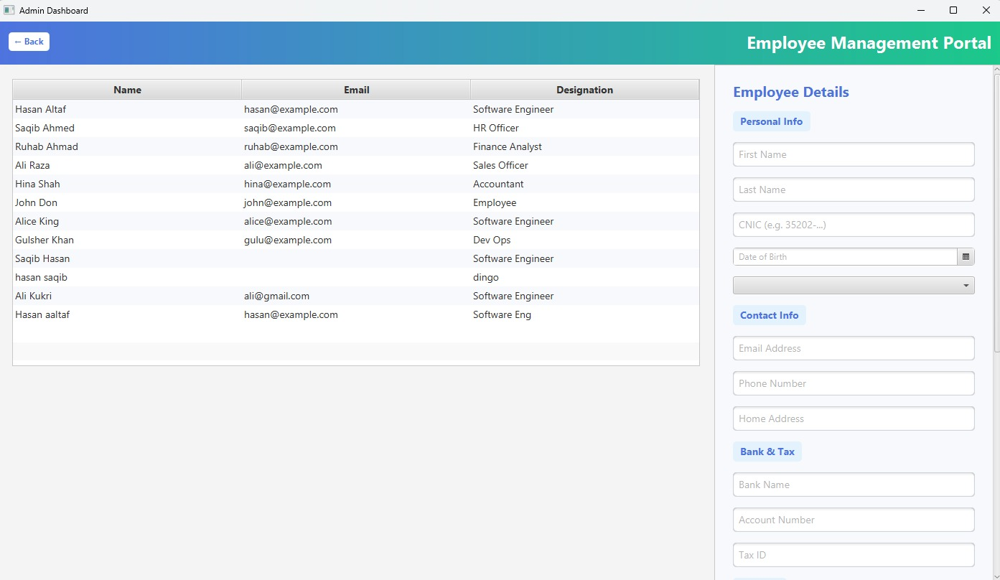 Admin Dashboard
← Back
Employee Management Portal
Name Email Designation
Hasan Altaf hasan@example.com Software Engineer
Saqib Ahmed saqib@example.com HR Officer
Ruhab Ahmad ruhab@example.com Finance Analyst
Ali Raza ali@example.com Sales Officer
Hina Shah hina@example.com Accountant
John Don john@example.com Employee
Alice King alice@example.com Software Engineer
Gulsher Khan gulu@example.com Dev Ops
Saqib Hasan Software Engineer
hasan saqib dingo
Ali Kukri ali@gmail.com Software Engineer
Hasan aaltaf hasan@example.com Software Eng
Employee Details
Personal Info
First Name
Last Name
CNIC (e.g. 35202-...)
Date of Birth
Contact Info
Email Address
Phone Number
Home Address
Bank & Tax
Bank Name
Account Number
Tax ID